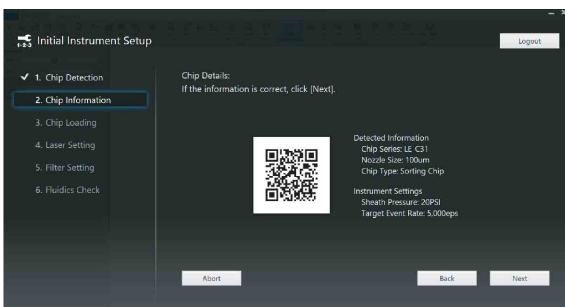 1-2-3
Initial Instrument Setup
Logout
1. Chip Detection
2. Chip Information
3. Chip Loading
4. Laser Setting
5. Filter Setting
6. Fluidics Check
Chip Details:
If the information is correct, click [Next].
Detected Information
Chip Series: LE-C31
Nozzle Size: 100um
Chip Type: Sorting Chip
Instrument Settings
Sheath Pressure: 20PSI
Target Event Rate: 5,000eps
Abort
Back
Next